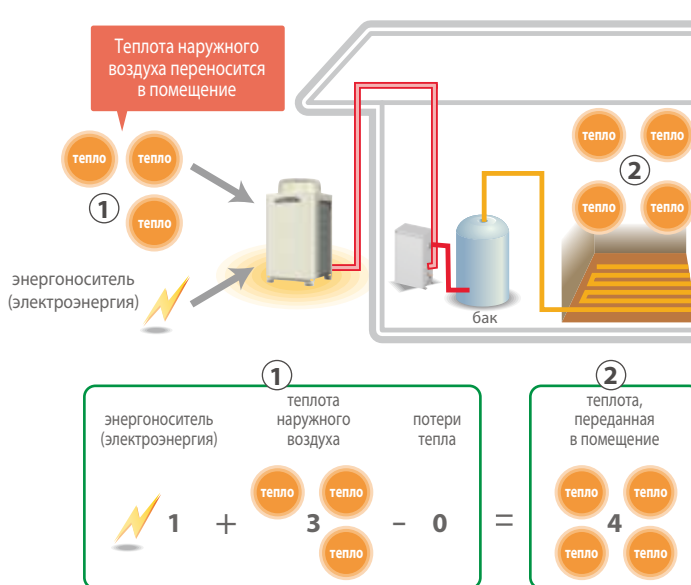 Теплота наружного
воздуха переносится
в помещение
тепло тепло
① тепло
энергоноситель
(электроэнергия)
тепло тепло
②
тепло тепло
бак
①
энергоноситель
(электроэнергия)
теплота
наружного
воздуха
потери
тепла
1 +
тепло тепло
3
тепло
– 0
=
②
теплота,
переданная
в помещение
тепло тепло
4
тепло тепло